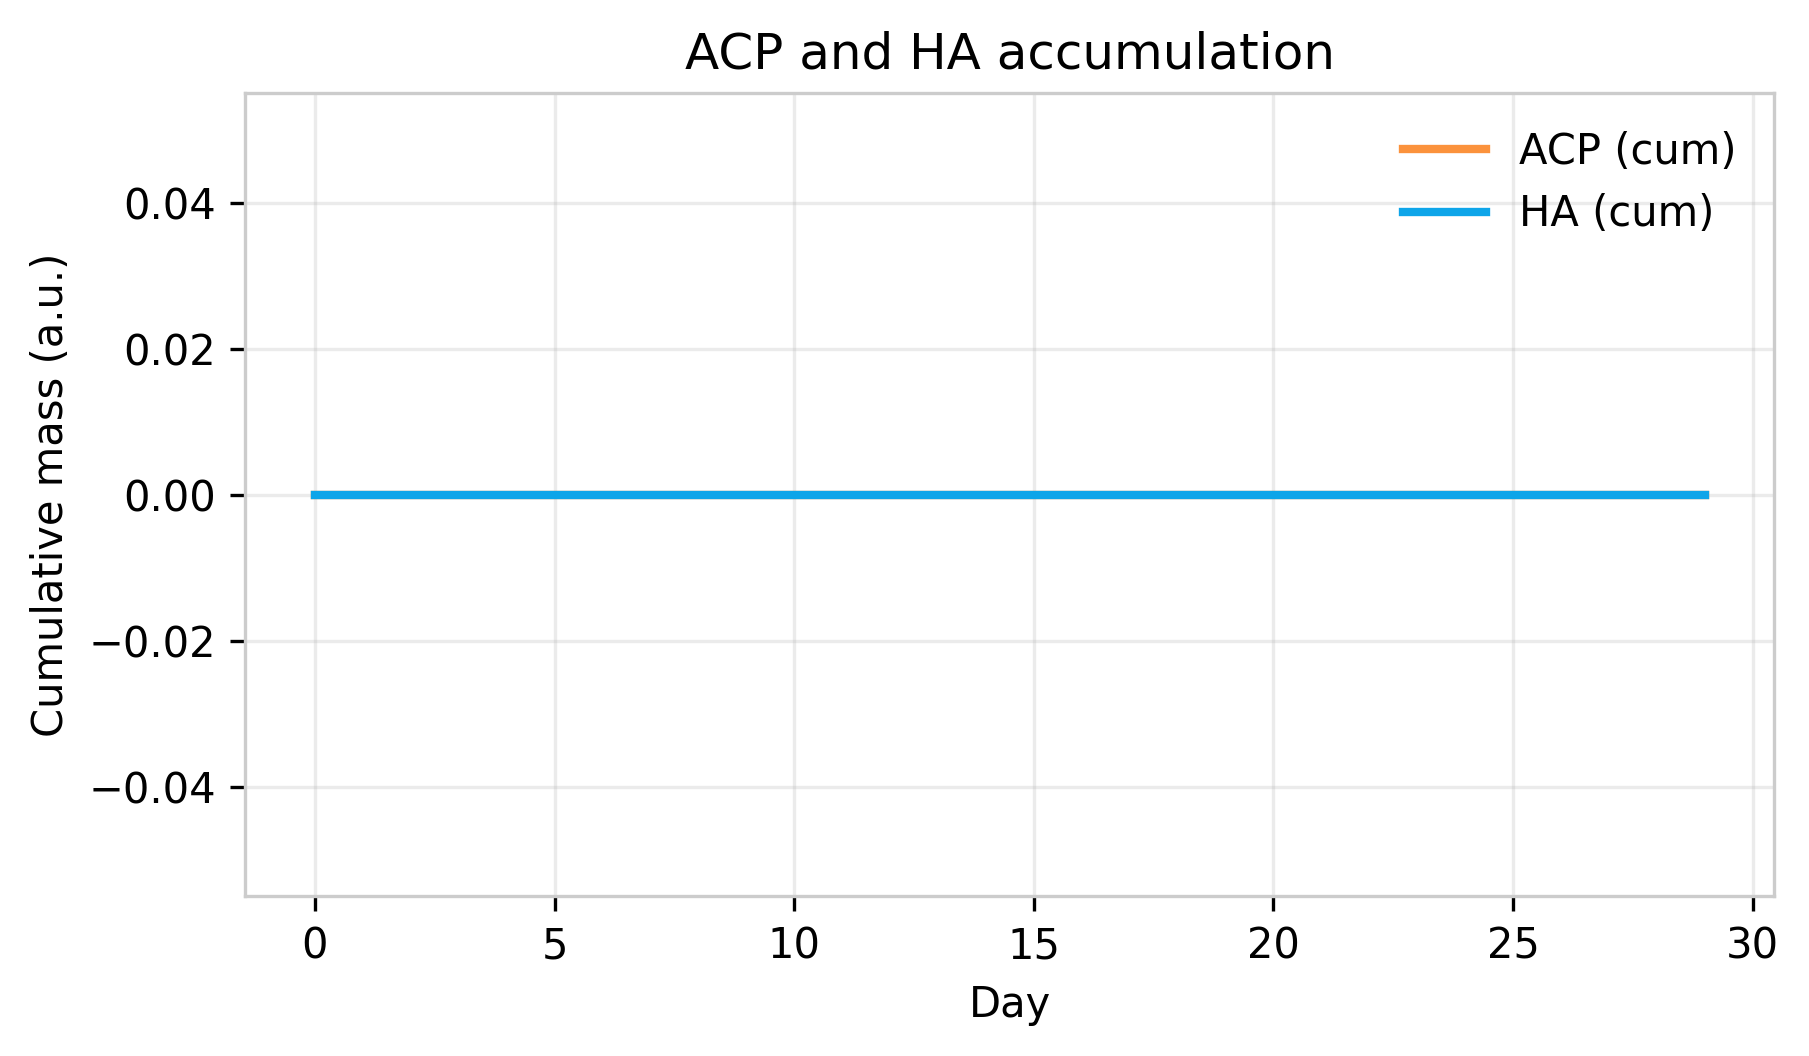 ACP and HA accumulation
ACP (cum)
HA (cum)
Cumulative mass (a.u.)
0.04
0.02
0.00
−0.02
−0.04
0 5 10 15 20 25 30
Day